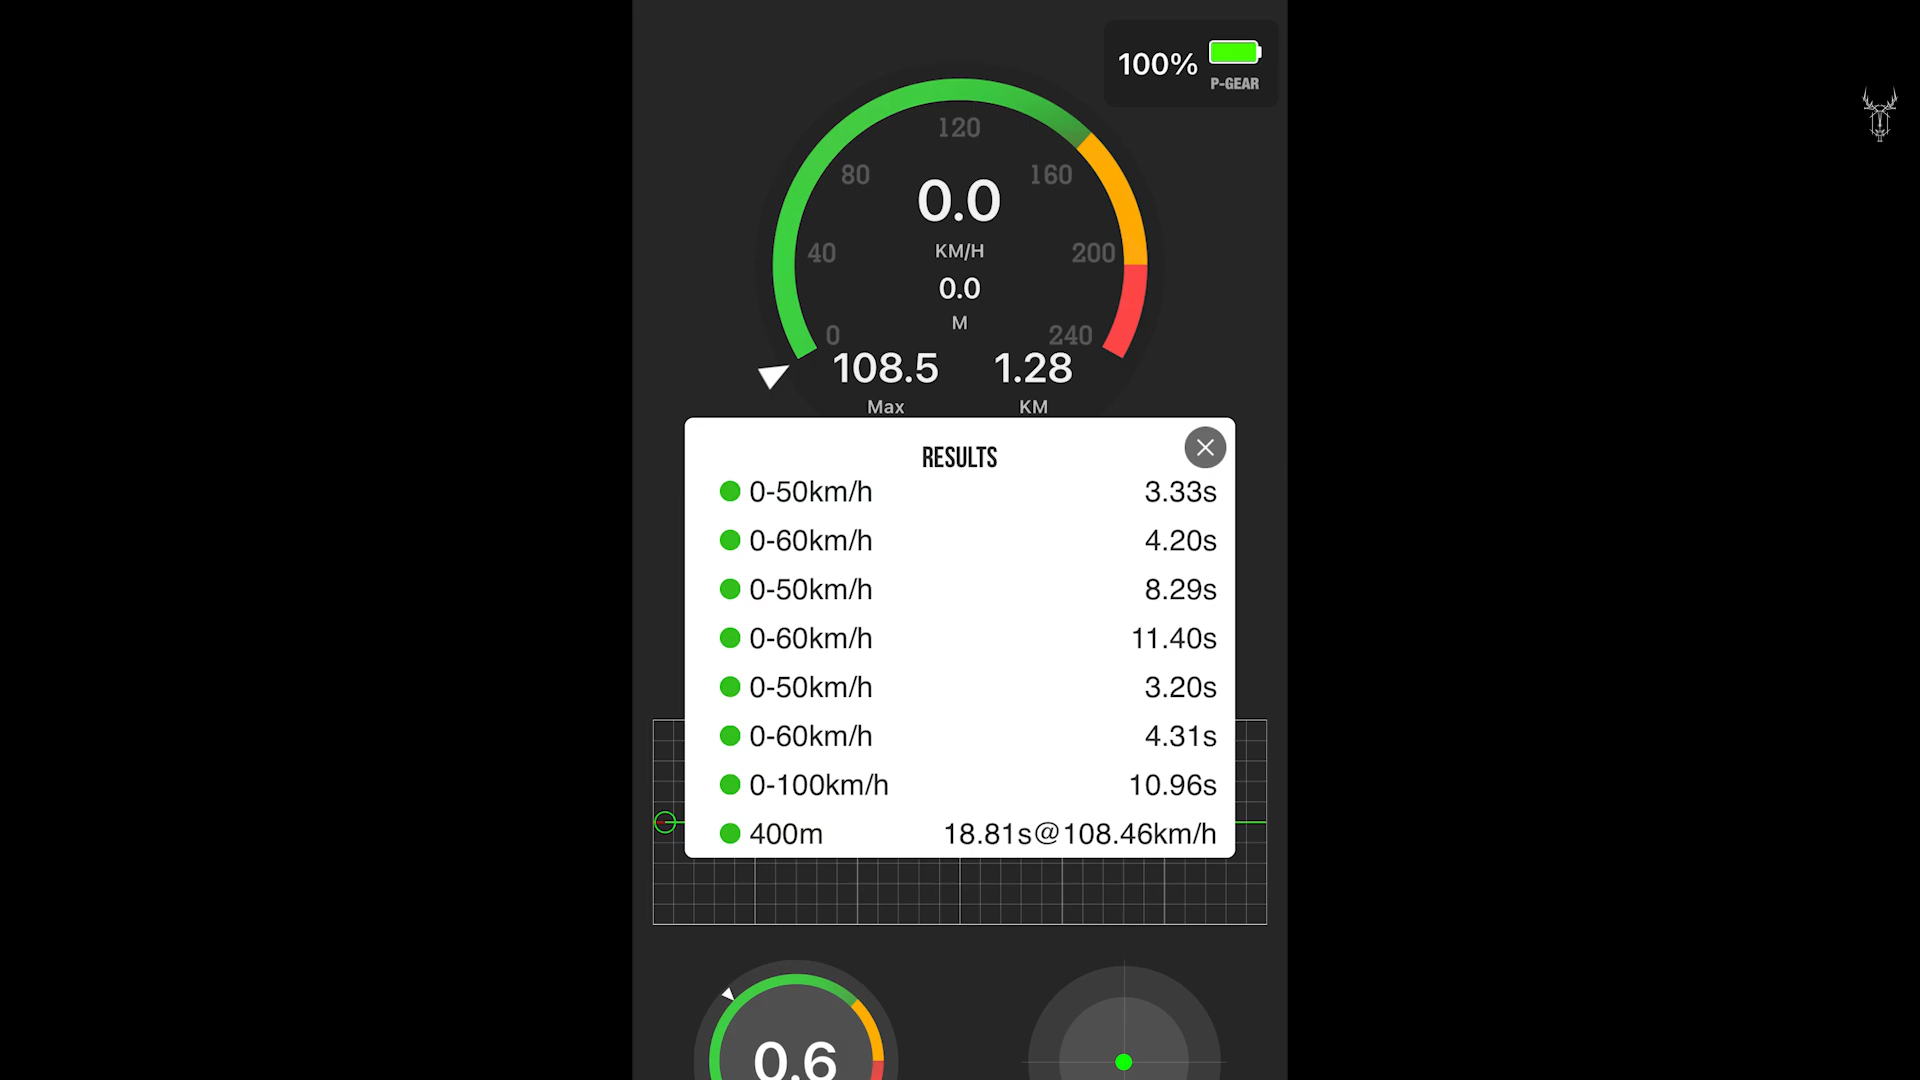 100%
P-GEAR
120
80
160
0.0
40
KM/H
200
0.0
M
0
240
108.5
1.28
Max
KM
RESULTS
0-50km/h 3.33s
0-60km/h 4.20s
0-50km/h 8.29s
0-60km/h 11.40s
0-50km/h 3.20s
0-60km/h 4.31s
0-100km/h 10.96s
400m 18.81s@108.46km/h
0.6